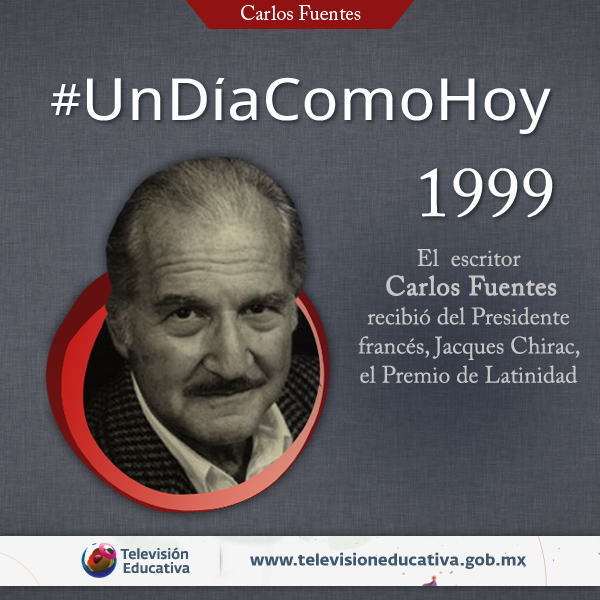 Carlos Fuentes
#UnDíaComoHoy
1999
El escritor
Carlos Fuentes
recibió del Presidente
francés, Jacques Chirac,
el Premio de Latinidad
Televisión
Educativa
www.televisioneducativa.gob.mx